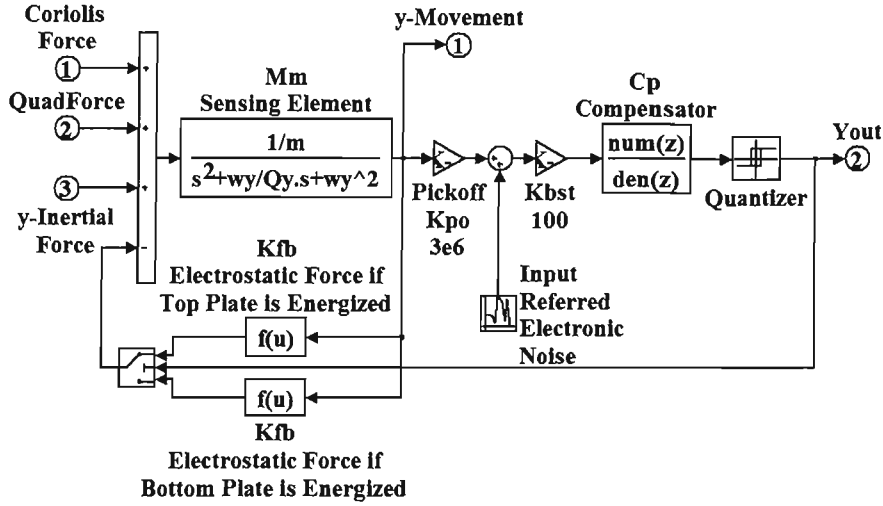 Coriolis
Force
1
QuadForce
2
3
y-Inertial
Force
+
+
+
-
Mm
Sensing Element
1/m
s^2+wy/Qy.s+wy^2
y-Movement
1
Pickoff
Kpo
3e6
Kbst
100
Cp
Compensator
num(z)
den(z)
Quantizer
Yout
2
Input
Referred
Electronic
Noise
Kfb
Electrostatic Force if
Top Plate is Energized
f(u)
f(u)
Kfb
Electrostatic Force if
Bottom Plate is Energized